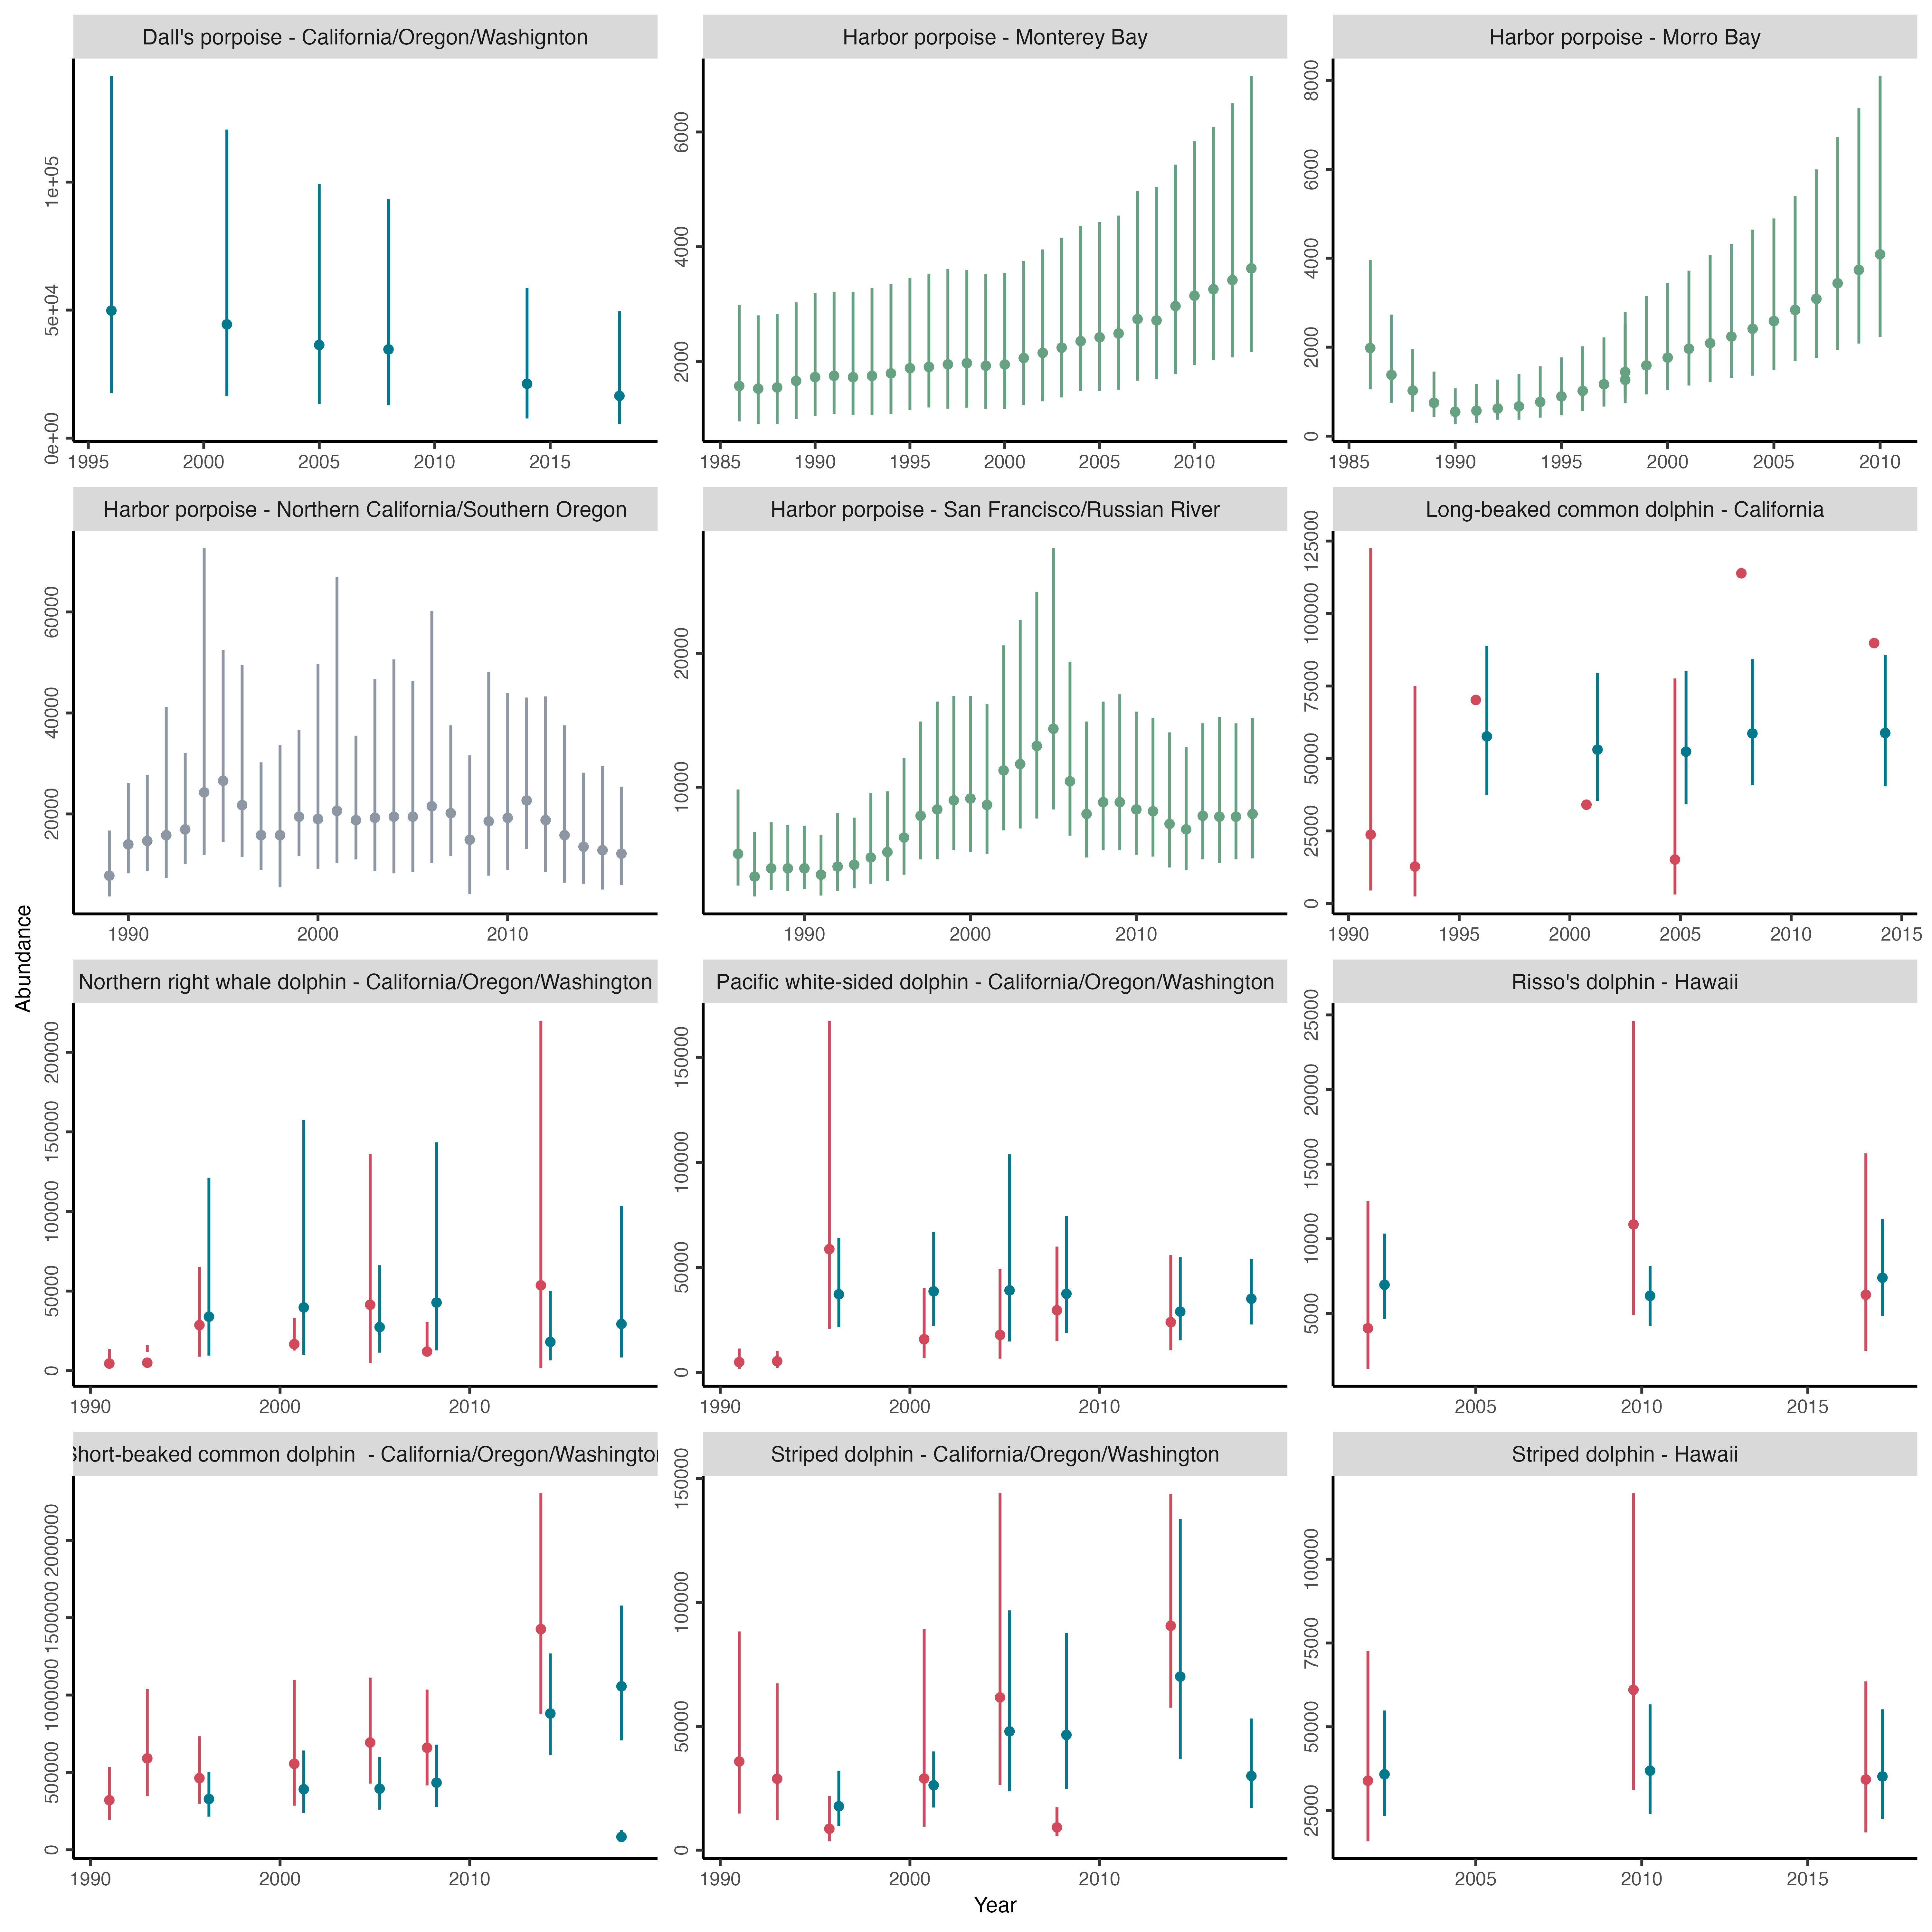 Dall's porpoise - California/Oregon/Washignton
Harbor porpoise - Monterey Bay
Harbor porpoise - Morro Bay
0e+00 5e+04 1e+05
2000 4000 6000
0 2000 4000 6000 8000
1995 2000 2005 2010 2015
1985 1990 1995 2000 2005 2010
1985 1990 1995 2000 2005 2010
Harbor porpoise - Northern California/Southern Oregon
Harbor porpoise - San Francisco/Russian River
Long-beaked common dolphin - California
20000 40000 60000
10000 20000
0 25000 50000 75000 100000 125000
1990 2000 2010
1990 2000 2010
1990 1995 2000 2005 2010 2015
Abundance
Northern right whale dolphin - California/Oregon/Washington
Pacific white-sided dolphin - California/Oregon/Washington
Risso's dolphin - Hawaii
0 50000 100000 150000 200000
0 50000 100000 150000
5000 10000 15000 20000 25000
1990 2000 2010
1990 2000 2010
2005 2010 2015
Short-beaked common dolphin  - California/Oregon/Washington
Striped dolphin - California/Oregon/Washington
Striped dolphin - Hawaii
0 500000 1000000 1500000 2000000
0 50000 100000 150000
25000 50000 75000 100000
1990 2000 2010
1990 2000 2010
2005 2010 2015
Year